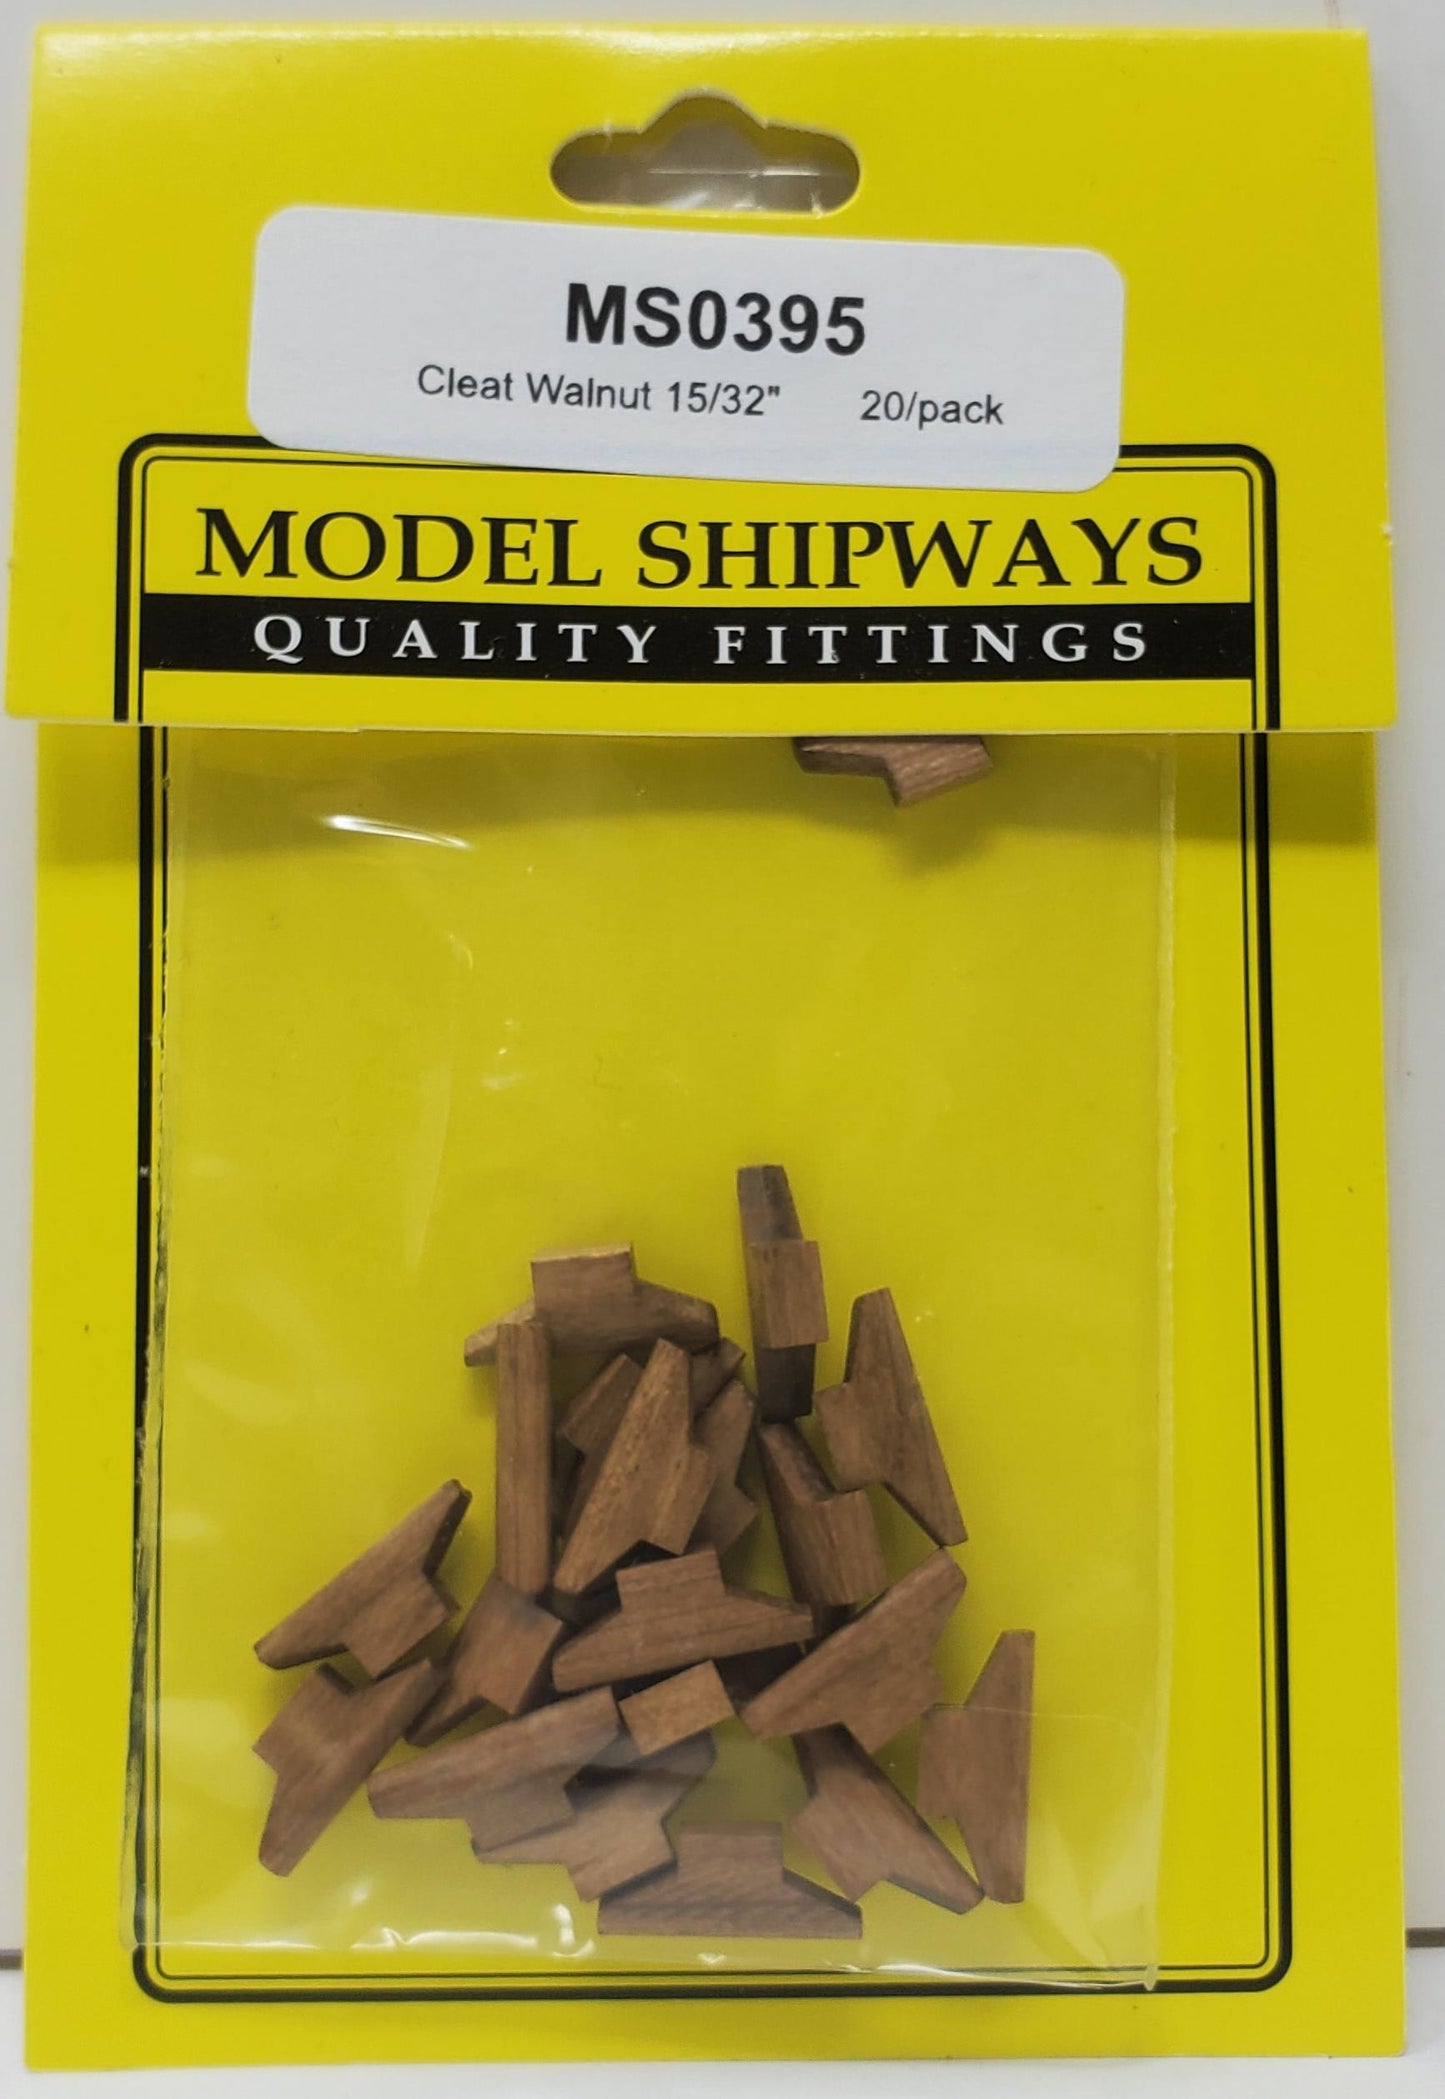 MS0395
Cleat Walnut 15/32" 20/pack
MODEL SHIPWAYS
QUALITY FITTINGS